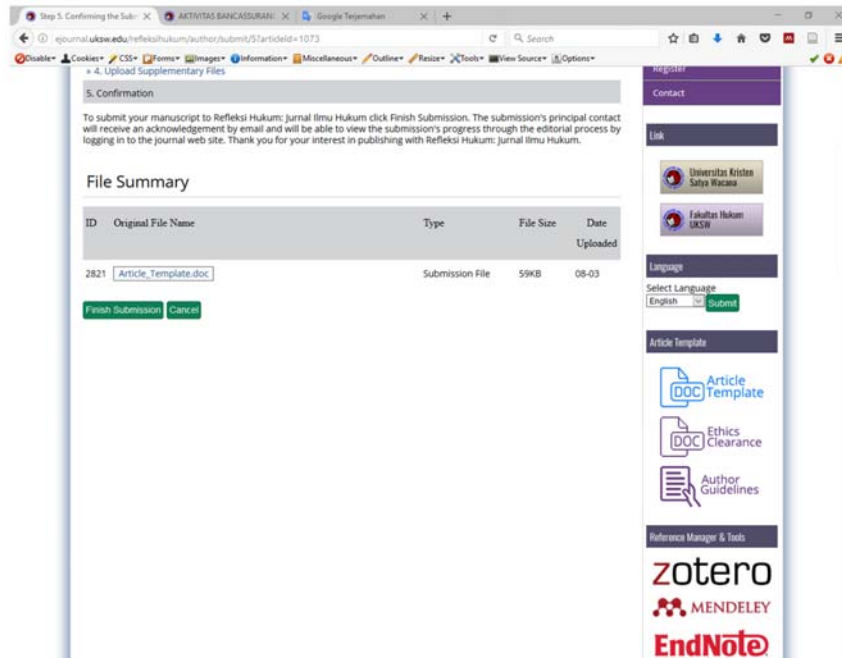 Step 5. Confirming the Subm
AKTIVITAS BANCASSURAN
Google Terjemahan
ejournal.uksw.edu/refleksihukum/author/submit/5?articleId=1073
Search
Disable Cookies CSS Forms Images Information Miscellaneous Outline Resize Tools View Source Options
» 4. Upload Supplementary Files
5. Confirmation
To submit your manuscript to Refleksi Hukum: Jurnal Ilmu Hukum click Finish Submission. The submission's principal contact
will receive an acknowledgement by email and will be able to view the submission's progress through the editorial process by
logging in to the journal web site. Thank you for your interest in publishing with Refleksi Hukum: Jurnal Ilmu Hukum.
File Summary
ID Original File Name Type File Size Date
Uploaded
2821 Article_Template.doc Submission File 59KB 08-03
Finish Submission Cancel
Register
Contact
Link
Universitas Kristen
Satya Wacana
Fakultas Hukum
UKSW
Language
Select Language
English Submit
Article Template
DOC Article
Template
DOC Ethics
Clearance
Author
Guidelines
Reference Manager & Tools
zotero
MENDELEY
EndNote